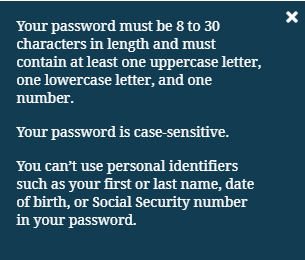 Your password must be 8 to 30
characters in length and must
contain at least one uppercase letter,
one lowercase letter, and one
number.
Your password is case-sensitive.
You can’t use personal identifiers
such as your first or last name, date
of birth, or Social Security number
in your password.